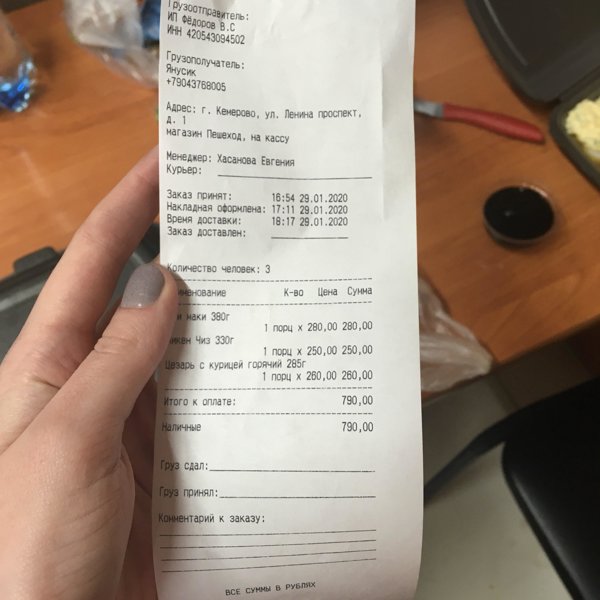 Грузоотправитель:
ИП Фёдоров В.С
ИНН 420543094502
Грузополучатель:
Янусик
+79043768005
Адрес: г. Кемерово, ул. Ленина проспект,
д. 1
магазин Пешеход, на кассу
Менеджер: Хасанова Евгения
Курьер:
Заказ принят: 16:54 29.01.2020
Накладная оформлена: 17:11 29.01.2020
Время доставки: 18:17 29.01.2020
Заказ доставлен:
Количество человек: 3
К-во Цена Сумма
маки 380г
1 порц x 280,00 280,00
Чиз 330г
1 порц x 250,00 250,00
Цезарь с курицей горячий 285г
1 порц x 260,00 260,00
Итого к оплате: 790,00
Наличные 790,00
Груз сдал:
Груз принял:
Комментарий к заказу:
ВСЕ СУММЫ В РУБЛЯХ